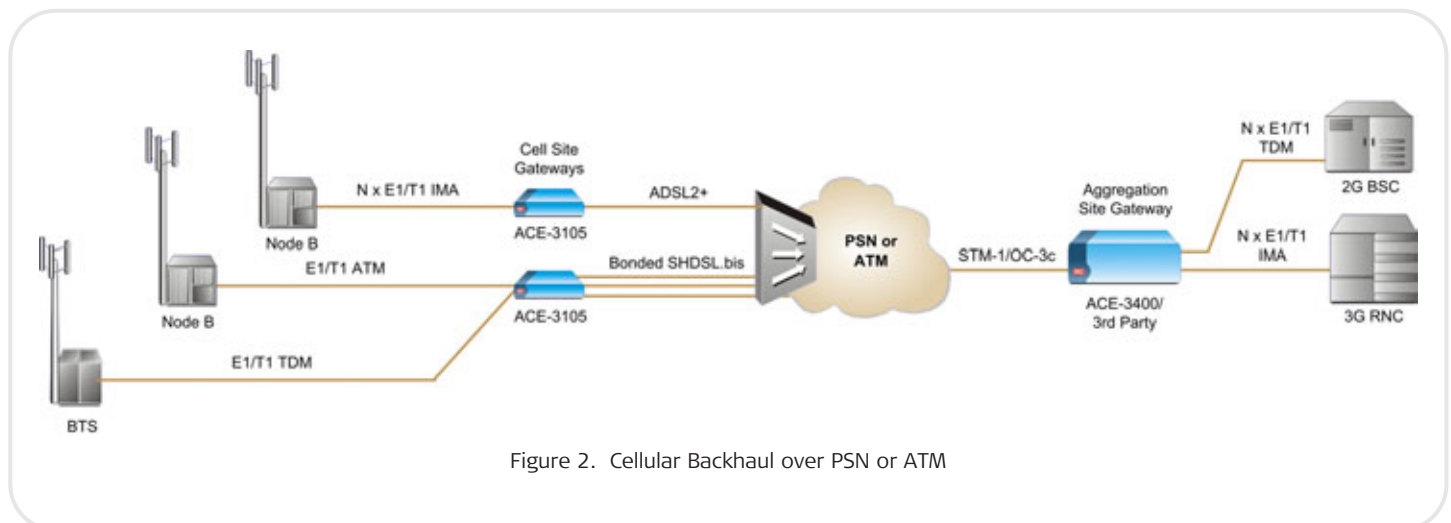 Cell Site
Gateways
N x E1/T1 IMA
ADSL2+
Node B
ACE-3105
E1/T1 ATM
Bonded SHDSL.bis
Node B
ACE-3105
E1/T1 TDM
BTS
PSN or
ATM
STM-1/OC-3c
Aggregation
Site Gateway
ACE-3400/
3rd Party
N x E1/T1
TDM
2G BSC
N x E1/T1
IMA
3G RNC
Figure 2. Cellular Backhaul over PSN or ATM